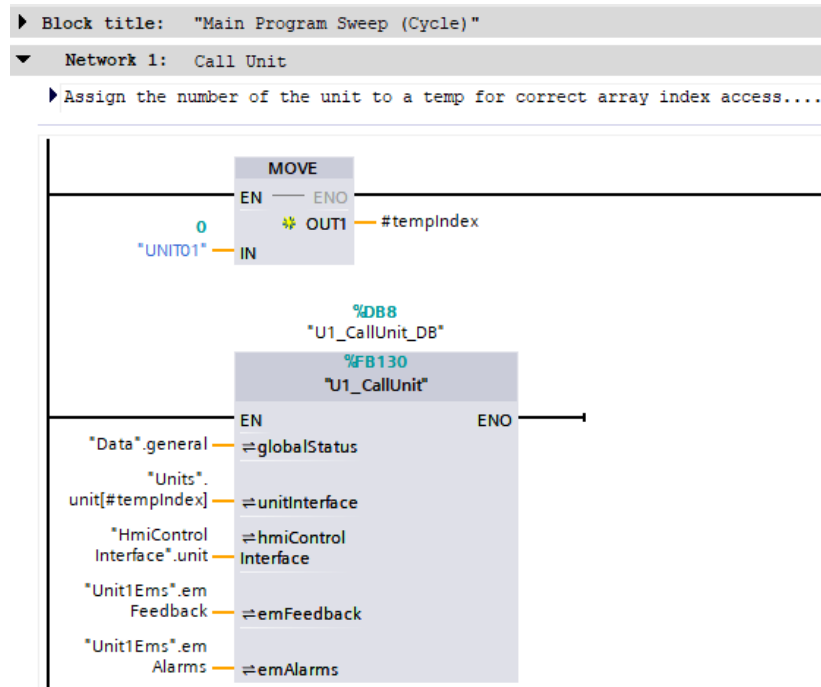 Block title: "Main Program Sweep (Cycle)"
Network 1: Call Unit
Assign the number of the unit to a temp for correct array index access....
MOVE
EN ENO
0
"UNIT01" IN
OUT1 #tempIndex
%DB8
"U1_CallUnit_DB"
%FB130
"U1_CallUnit"
EN ENO
"Data".general globalStatus
"Units".
unit[#tempIndex] unitInterface
"HmiControl hmiControl
Interface".unit Interface
"Unit1Ems".em
Feedback emFeedback
"Unit1Ems".em
Alarms emAlarms